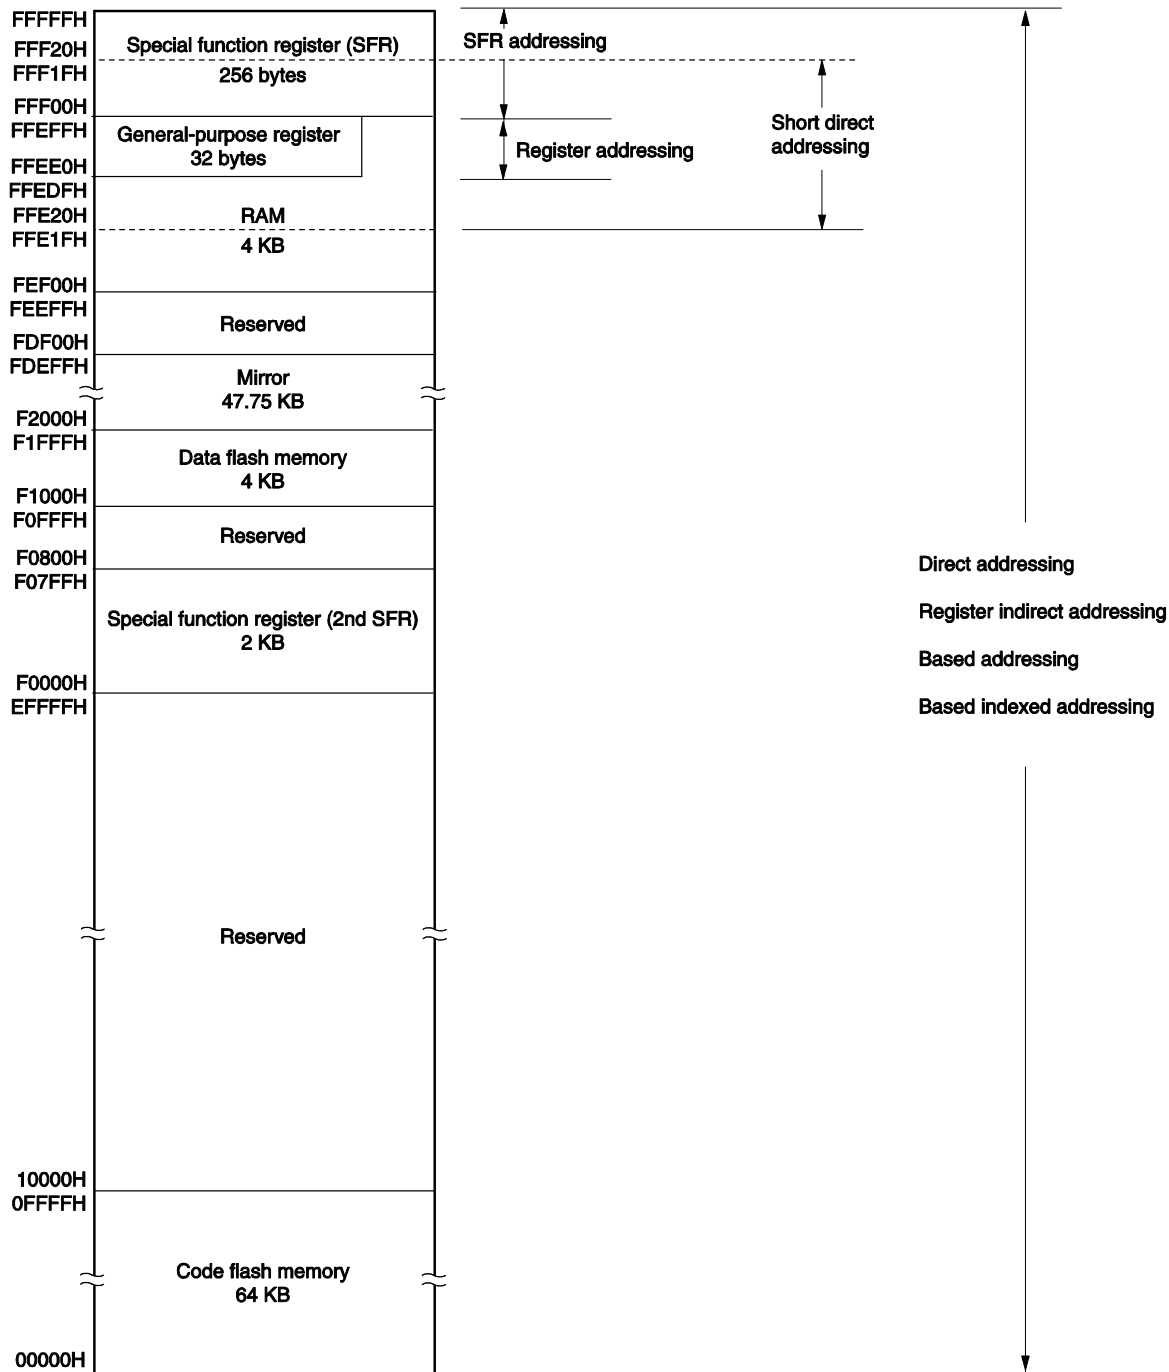 FFFFFH
Special function register (SFR)
SFR addressing
FFF20H
FFF1FH
256 bytes
FFF00H
FFEFFH
General-purpose register
32 bytes
Register addressing
Short direct
addressing
FFEE0H
FFEDFH
FFE20H
RAM
FFE1FH
4 KB
FEF00H
FEEFFH
Reserved
FDF00H
FDEFFH
Mirror
47.75 KB
F2000H
F1FFFH
Data flash memory
4 KB
F1000H
F0FFFH
Reserved
F0800H
F07FFH
Special function register (2nd SFR)
2 KB
F0000H
EFFFFH
Direct addressing
Register indirect addressing
Based addressing
Based indexed addressing
Reserved
10000H
0FFFFH
Code flash memory
64 KB
00000H